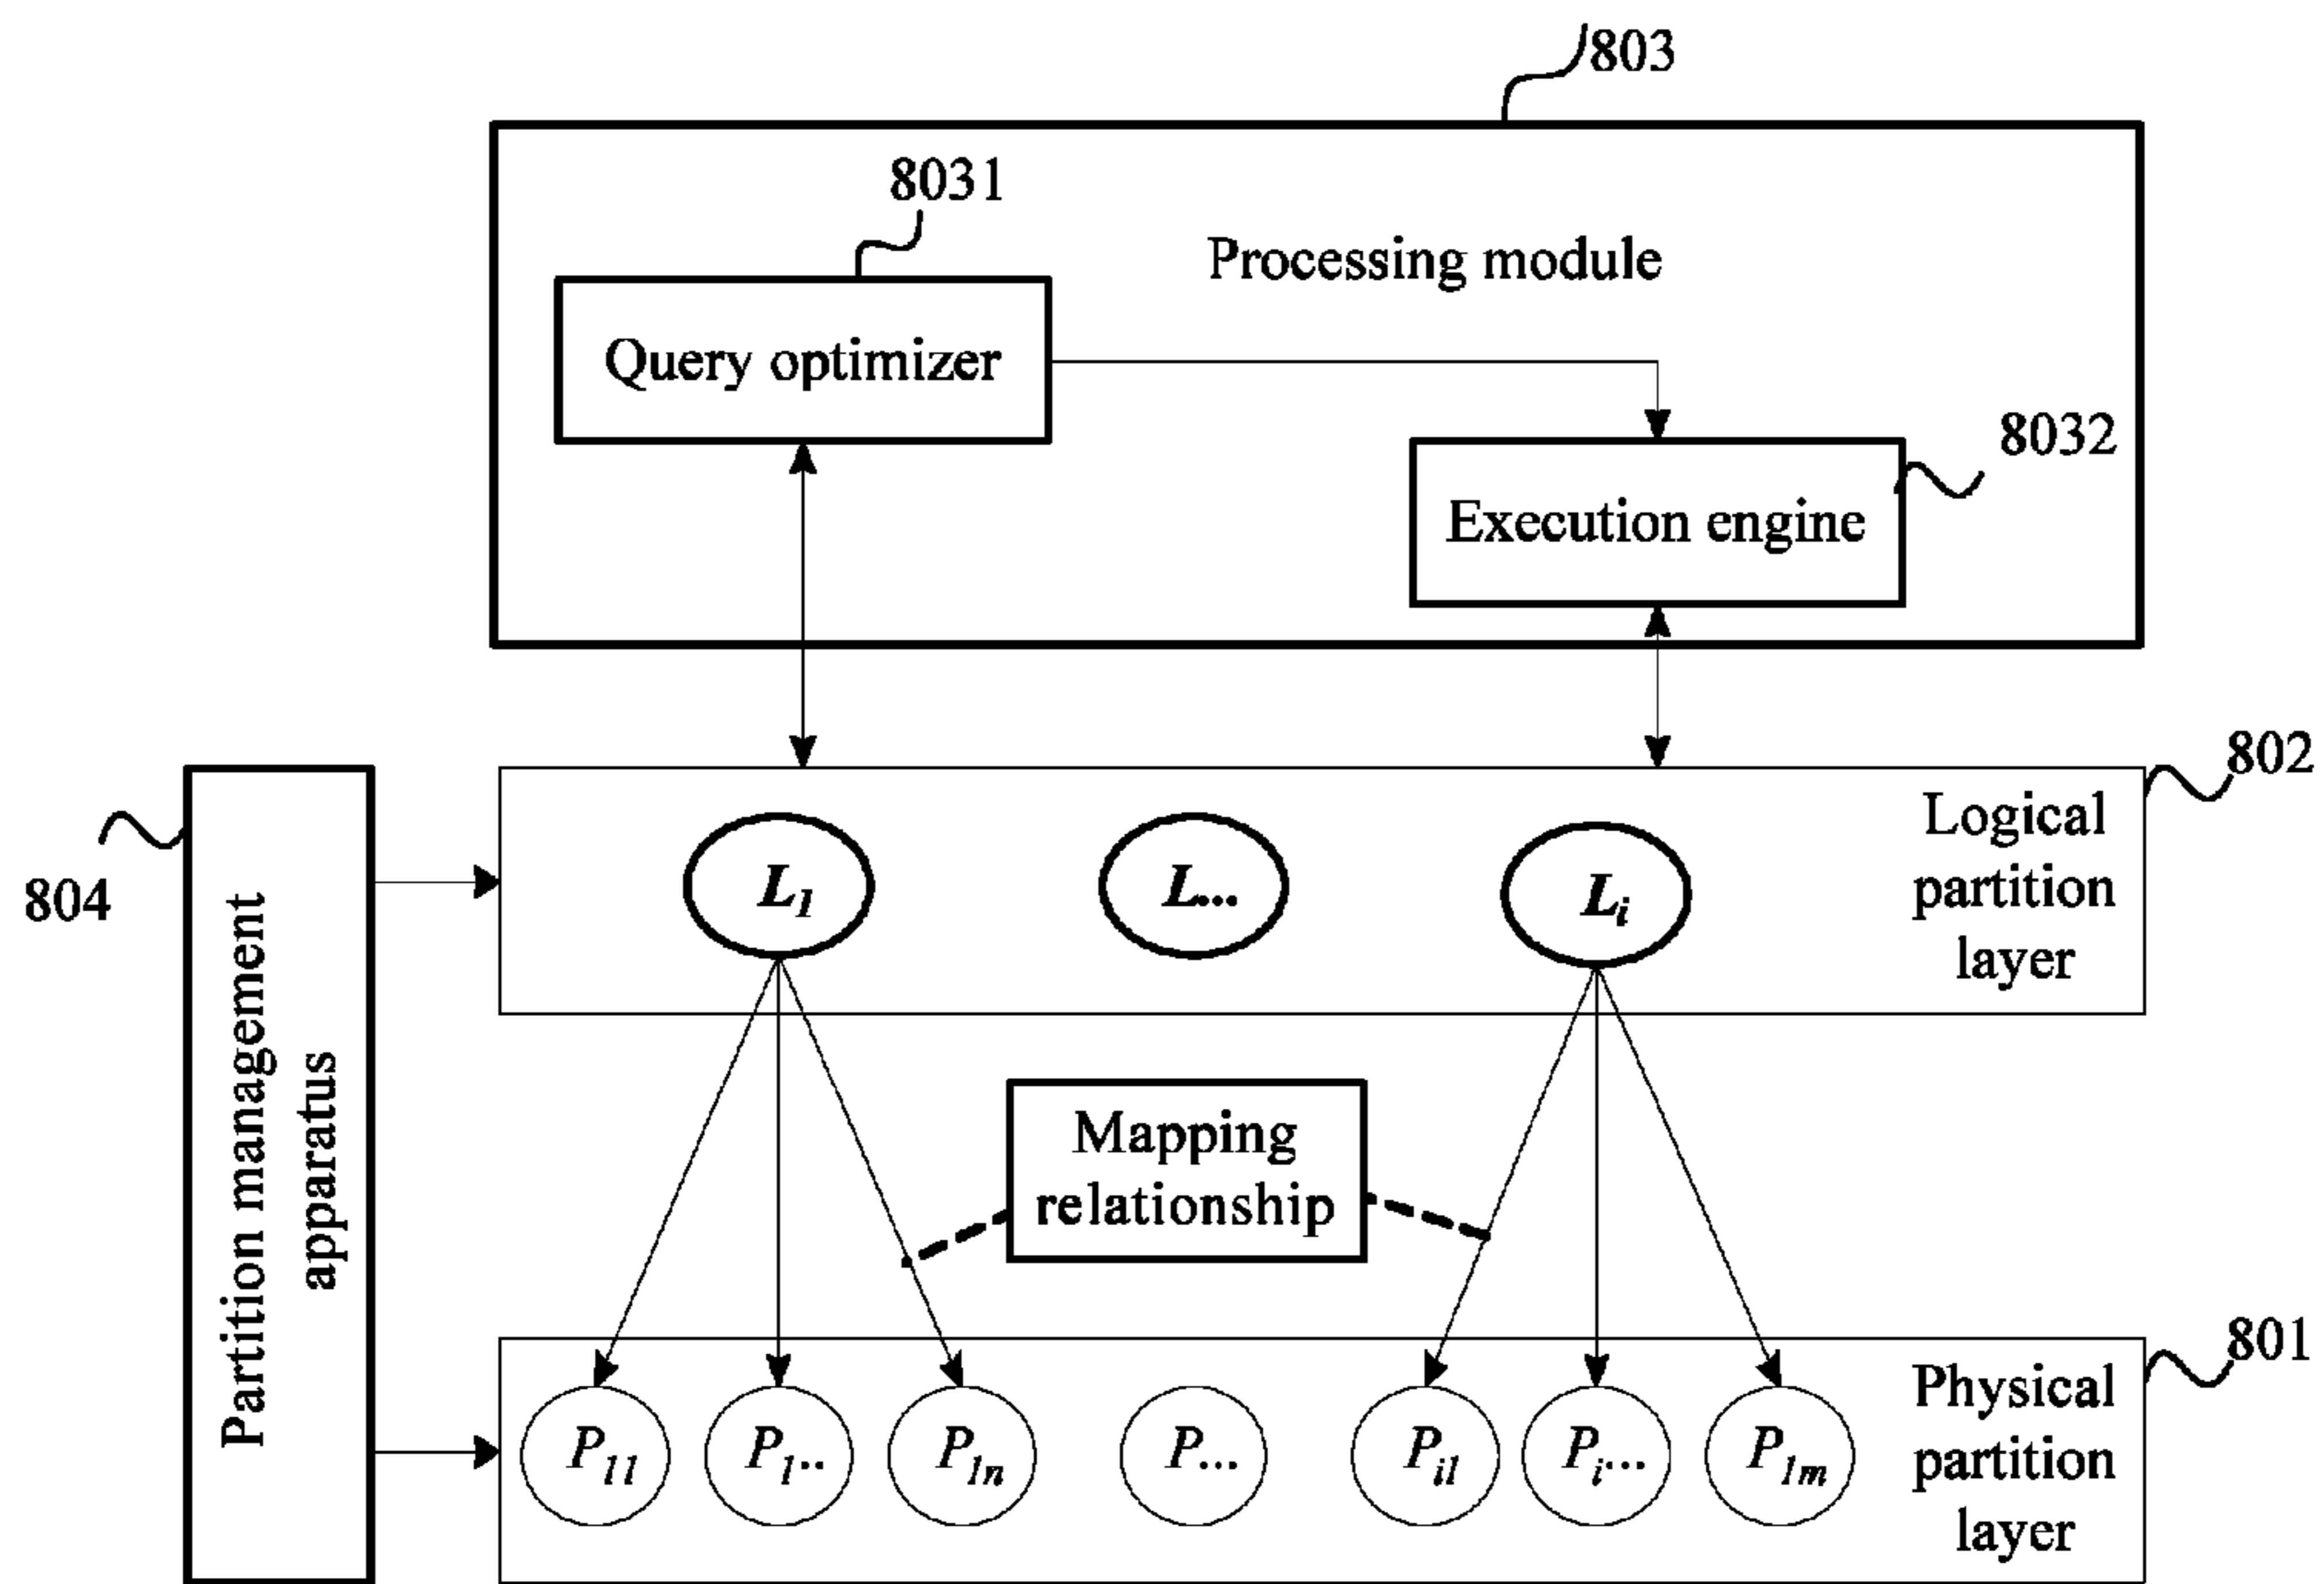 803
8031
Processing module
Query optimizer
8032
Execution engine
802
Logical
partition
layer
L1
L...
Li
804
Partition management
apparatus
Mapping
relationship
801
Physical
partition
layer
P11
P1..
P1n
P...
Pi1
Pi...
P1m